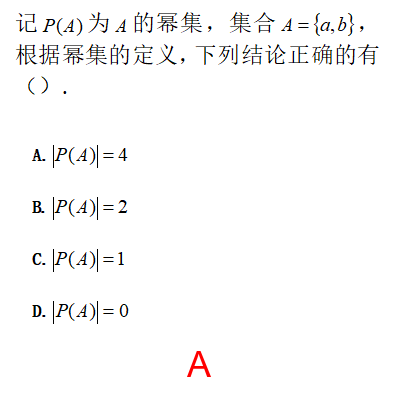 记 P(A) 为 A 的幂集，集合 A={a,b}，
根据幂集的定义，下列结论正确的有
（）．
A. |P(A)|=4
B. |P(A)|=2
C. |P(A)|=1
D. |P(A)|=0
A